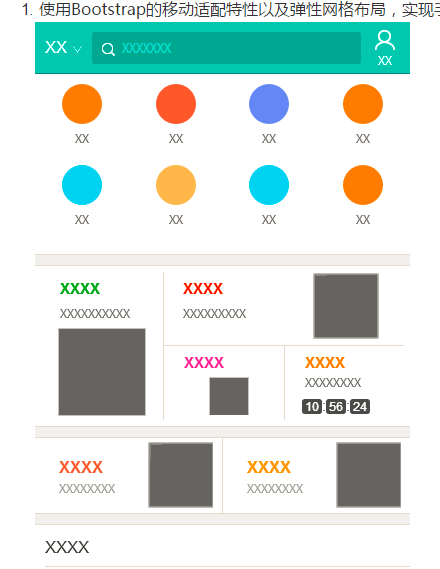 1. 使用Bootstrap的移动适配特性以及弹性网格布局，实现
XX XXXXXXX XX
XX XX XX XX
XX XX XX XX
XXXX XXXX
XXXXXXXXXX XXXXXXXXX
XXXX XXXX
XXXXXXXX
10:56:24
XXXX XXXX
XXXXXXXX XXXXXXXX
XXXX